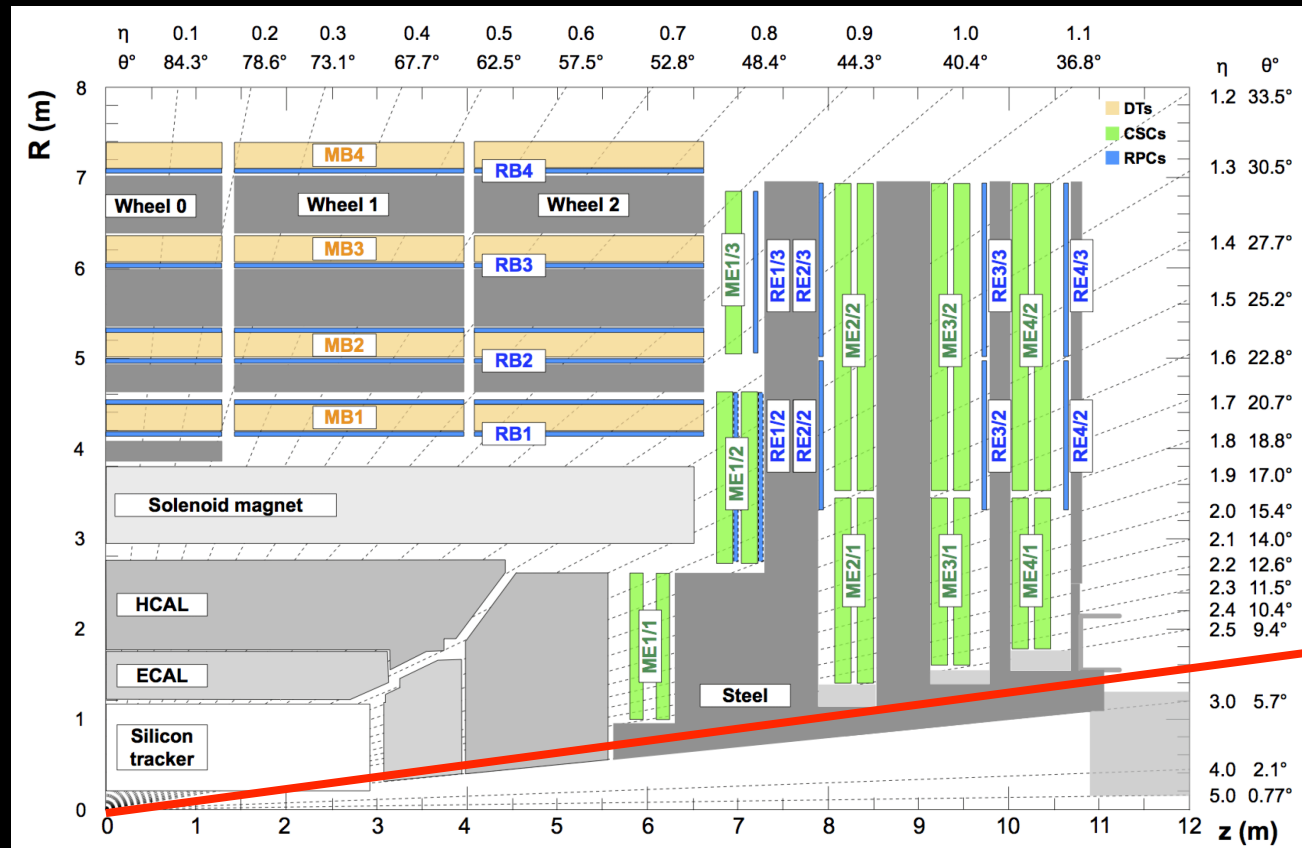 η 0.1 0.2 0.3 0.4 0.5 0.6 0.7 0.8 0.9 1.0 1.1
θ° 84.3° 78.6° 73.1° 67.7° 62.5° 57.5° 52.8° 48.4° 44.3° 40.4° 36.8° η θ°
R (m)
8
7
6
5
4
3
2
1
0
1.2 33.5°
1.3 30.5°
1.4 27.7°
1.5 25.2°
1.6 22.8°
1.7 20.7°
1.8 18.8°
1.9 17.0°
2.0 15.4°
2.1 14.0°
2.2 12.6°
2.3 11.5°
2.4 10.4°
2.5 9.4°
3.0 5.7°
4.0 2.1°
5.0 0.77°
DTs
CSCs
RPCs
MB4
RB4
Wheel 0 Wheel 1 Wheel 2
MB3
RB3
MB2
RB2
MB1
RB1
ME1/3
RE1/3
RE2/3
ME2/2
ME3/2
RE3/3
ME4/2
RE4/3
ME1/2
RE1/2
RE2/2
RE3/2
RE4/2
Solenoid magnet
HCAL
ECAL
Silicon
tracker
ME1/1
ME2/1
ME3/1
ME4/1
Steel
0 1 2 3 4 5 6 7 8 9 10 11 12
z (m)